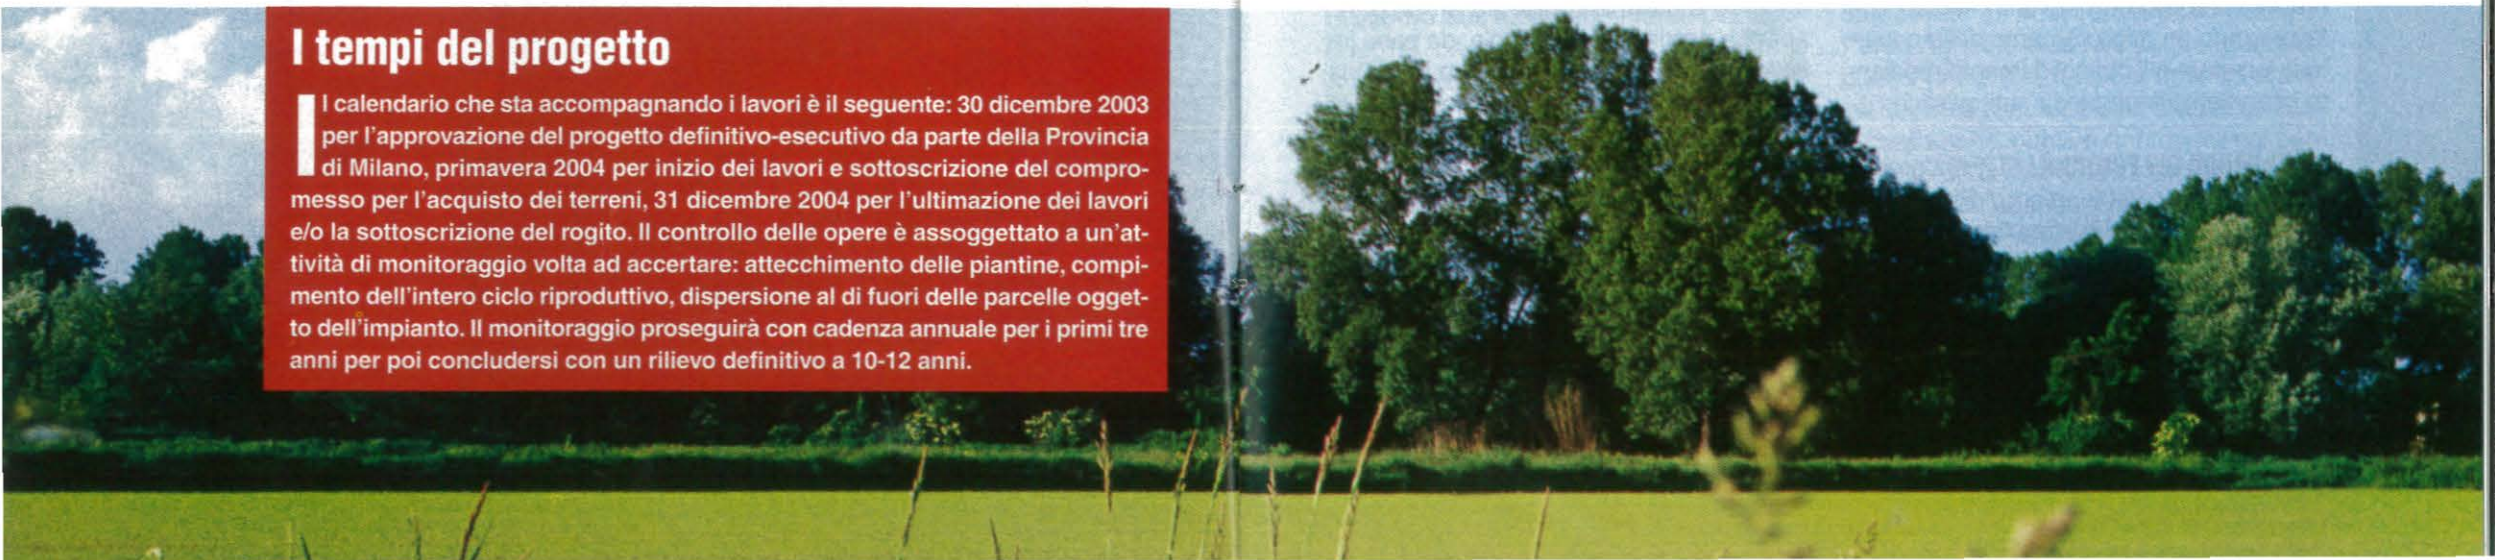 I tempi del progetto
Il calendario che sta accompagnando i lavori è il seguente: 30 dicembre 2003
per l'approvazione del progetto definitivo-esecutivo da parte della Provincia
di Milano, primavera 2004 per inizio dei lavori e sottoscrizione del compro-
messo per l'acquisto dei terreni, 31 dicembre 2004 per l'ultimazione dei lavori
e/o la sottoscrizione del rogito. Il controllo delle opere è assoggettato a un'at-
tività di monitoraggio volta ad accertare: attecchimento delle piantine, compi-
mento dell'intero ciclo riproduttivo, dispersione al di fuori delle parcelle ogget-
to dell'impianto. Il monitoraggio proseguirà con cadenza annuale per i primi tre
anni per poi concludersi con un rilievo definitivo a 10-12 anni.